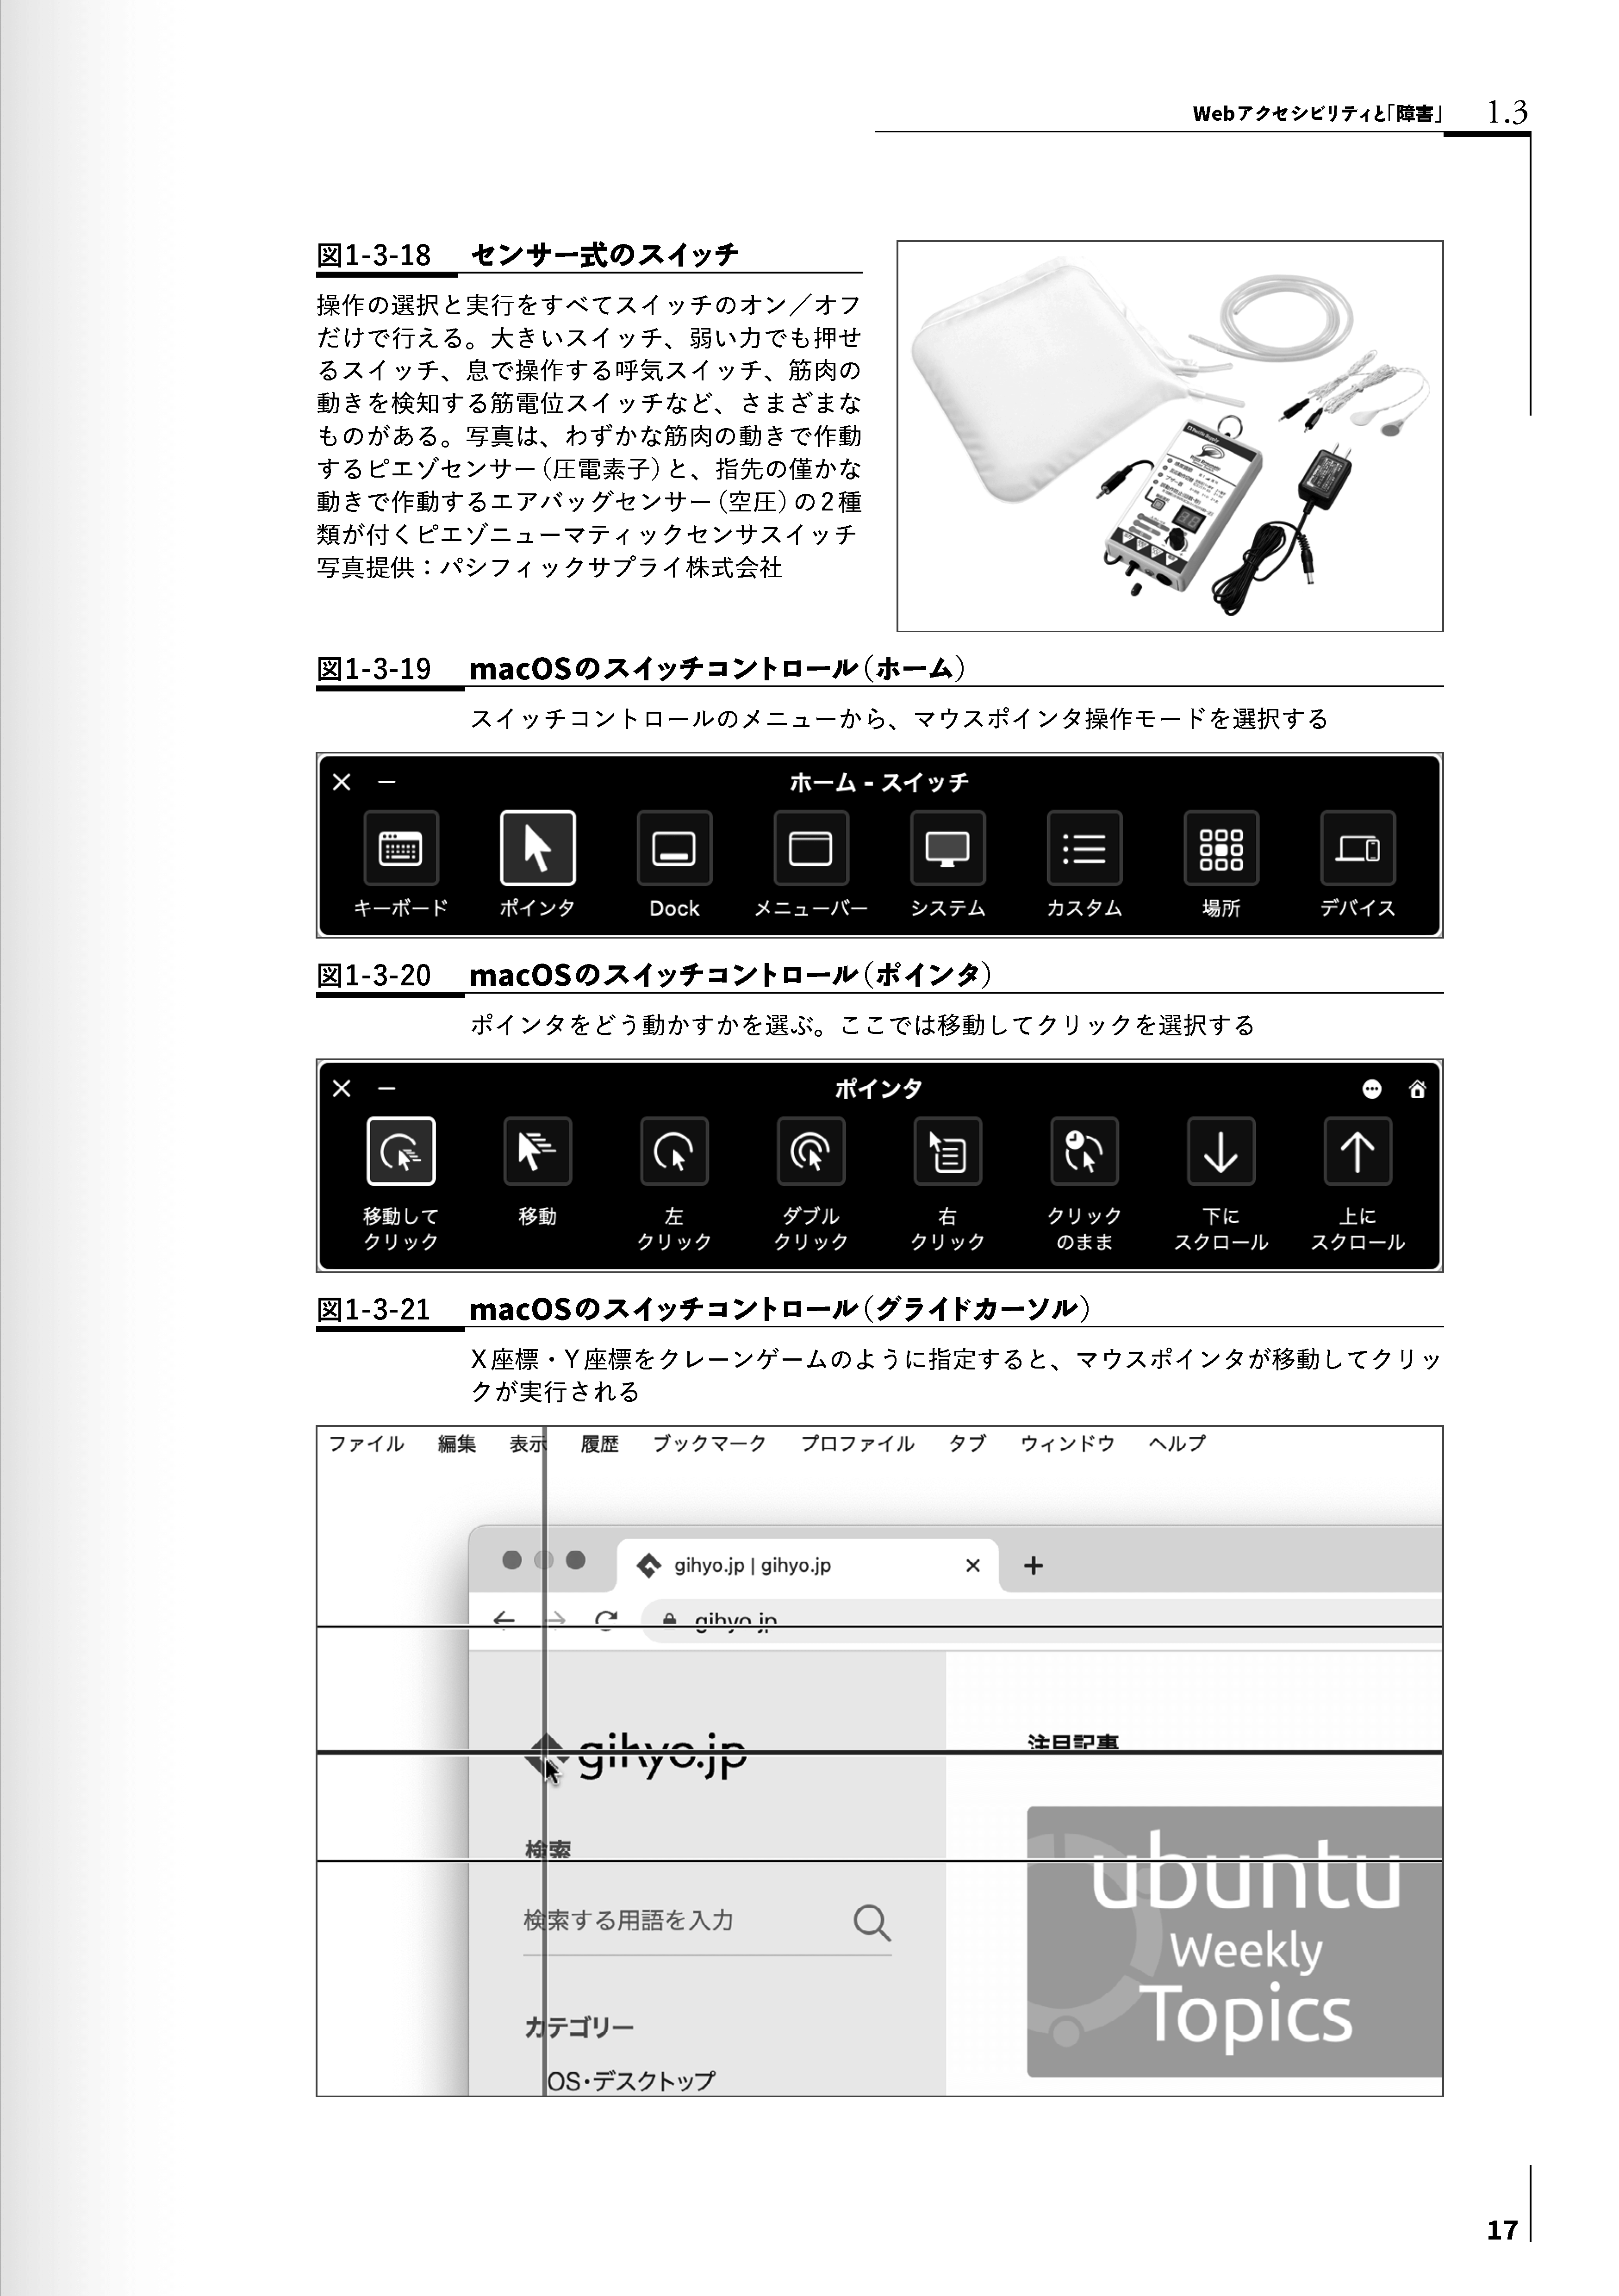 Webアクセシビリティと「障害」 1.3
図1-3-18 センサー式のスイッチ
操作の選択と実行をすべてスイッチのオン／オフ
だけで行える。大きいスイッチ、弱い力でも押せ
るスイッチ、息で操作する呼気スイッチ、筋肉の
動きを検知する筋電位スイッチなど、さまざまな
ものがある。写真は、わずかな筋肉の動きで作動
するピエゾセンサー（圧電素子）と、指先の僅かな
動きで作動するエアバッグセンサー（空圧）の2種
類が付くピエゾニューマティックセンサスイッチ
写真提供：パシフィックサプライ株式会社
図1-3-19 macOSのスイッチコントロール（ホーム）
スイッチコントロールのメニューから、マウスポインタ操作モードを選択する
ホーム - スイッチ
キーボード ポインタ Dock メニューバー システム カスタム 場所 デバイス
図1-3-20 macOSのスイッチコントロール（ポインタ）
ポインタをどう動かすかを選ぶ。ここでは移動してクリックを選択する
ポインタ
移動して 移動 左 ダブル 右 クリック 下に 上に
クリック クリック クリック クリック のまま スクロール スクロール
図1-3-21 macOSのスイッチコントロール（グライドカーソル）
X座標・Y座標をクレーンゲームのように指定すると、マウスポインタが移動してクリッ
クが実行される
ファイル 編集 表示 履歴 ブックマーク プロファイル タブ ウィンドウ ヘルプ
gihyo.jp | gihyo.jp
gihyo.jp
gihyo.jp
注目記事
検索
検索する用語を入力
ubuntu
Weekly
Topics
カテゴリー
OS・デスクトップ
17